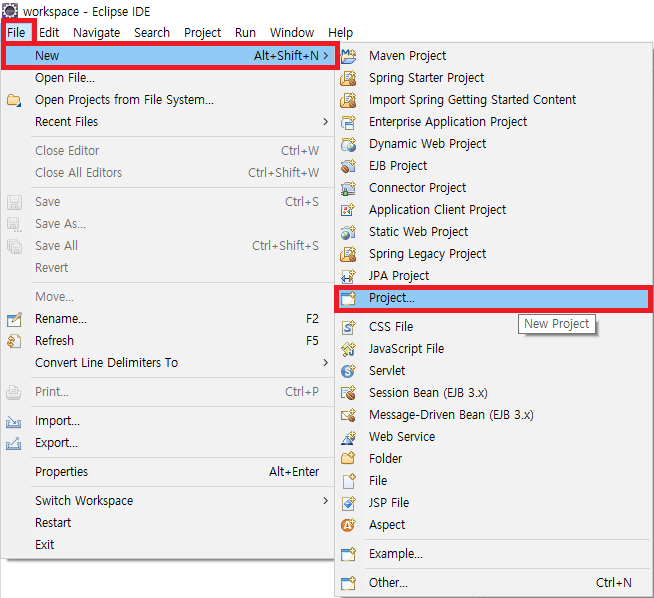 workspace - Eclipse IDE
File Edit Navigate Search Project Run Window Help
New Alt+Shift+N >
Open File...
Open Projects from File System...
Recent Files >
Close Editor Ctrl+W
Close All Editors Ctrl+Shift+W
Save Ctrl+S
Save As...
Save All Ctrl+Shift+S
Revert
Move...
Rename... F2
Refresh F5
Convert Line Delimiters To >
Print... Ctrl+P
Import...
Export...
Properties Alt+Enter
Switch Workspace >
Restart
Exit
Maven Project
Spring Starter Project
Import Spring Getting Started Content
Enterprise Application Project
Dynamic Web Project
EJB Project
Connector Project
Application Client Project
Static Web Project
Spring Legacy Project
JPA Project
Project...
New Project
CSS File
JavaScript File
Servlet
Session Bean (EJB 3.x)
Message-Driven Bean (EJB 3.x)
Web Service
Folder
File
JSP File
Aspect
Example...
Other... Ctrl+N